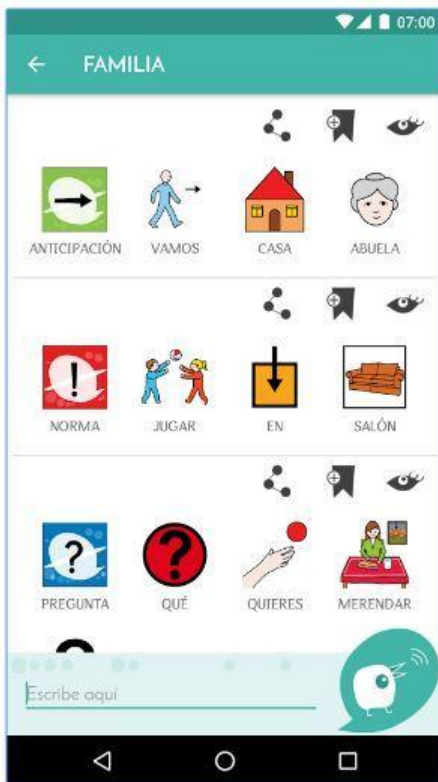 07:00
FAMILIA
ANTICIPACIÓN VAMOS CASA ABUELA
NORMA JUGAR EN SALÓN
PREGUNTA QUÉ QUIERES MERENDAR
Escribe aquí